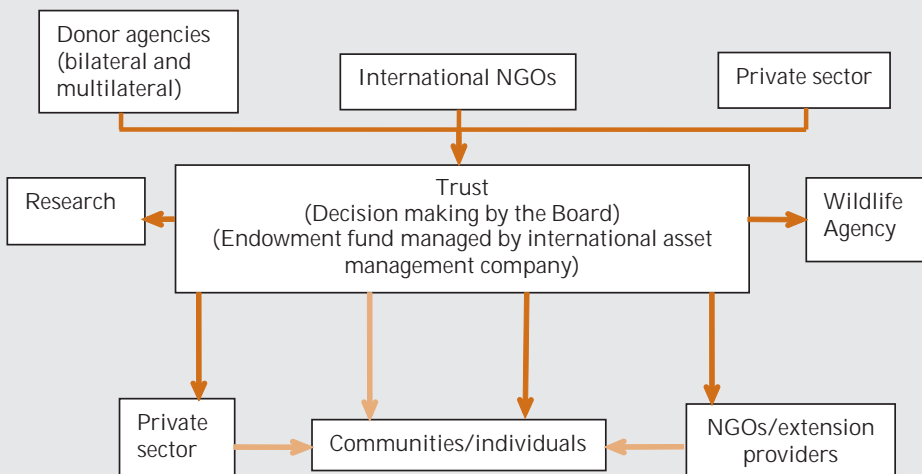 Donor agencies
(bilateral and
multilateral)
International NGOs
Private sector
Research
Trust
(Decision making by the Board)
(Endowment fund managed by international asset
management company)
Wildlife
Agency
Private
sector
Communities/individuals
NGOs/extension
providers